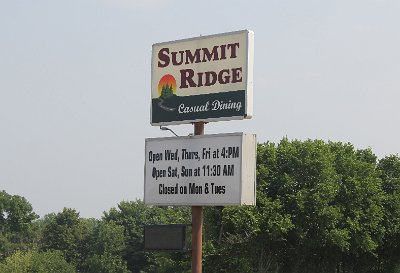 SUMMIT
RIDGE
Casual Dining
Open Wed, Thurs, Fri at 4:PM
Open Sat, Sun at 11:30 AM
Closed on Mon & Tues